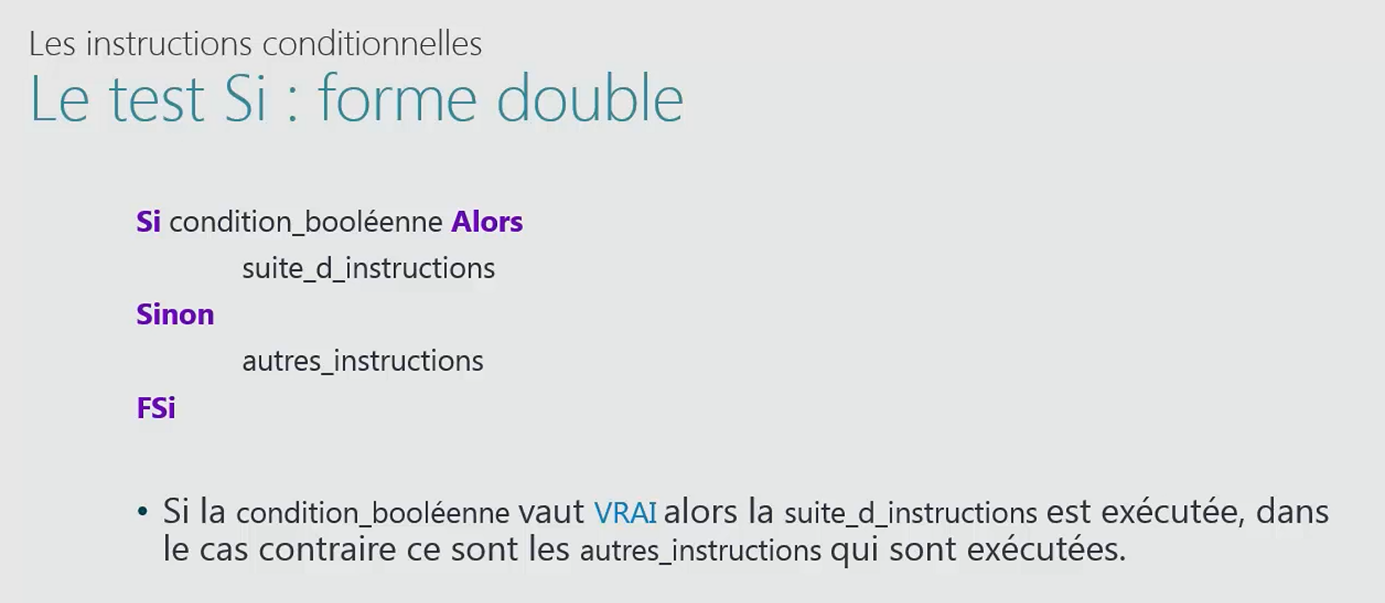 Les instructions conditionnelles
Le test Si : forme double
Si condition_booléenne Alors
suite_d_instructions
Sinon
autres_instructions
FSi
• Si la condition_booléenne vaut VRAI alors la suite_d_instructions est exécutée, dans
le cas contraire ce sont les autres_instructions qui sont exécutées.